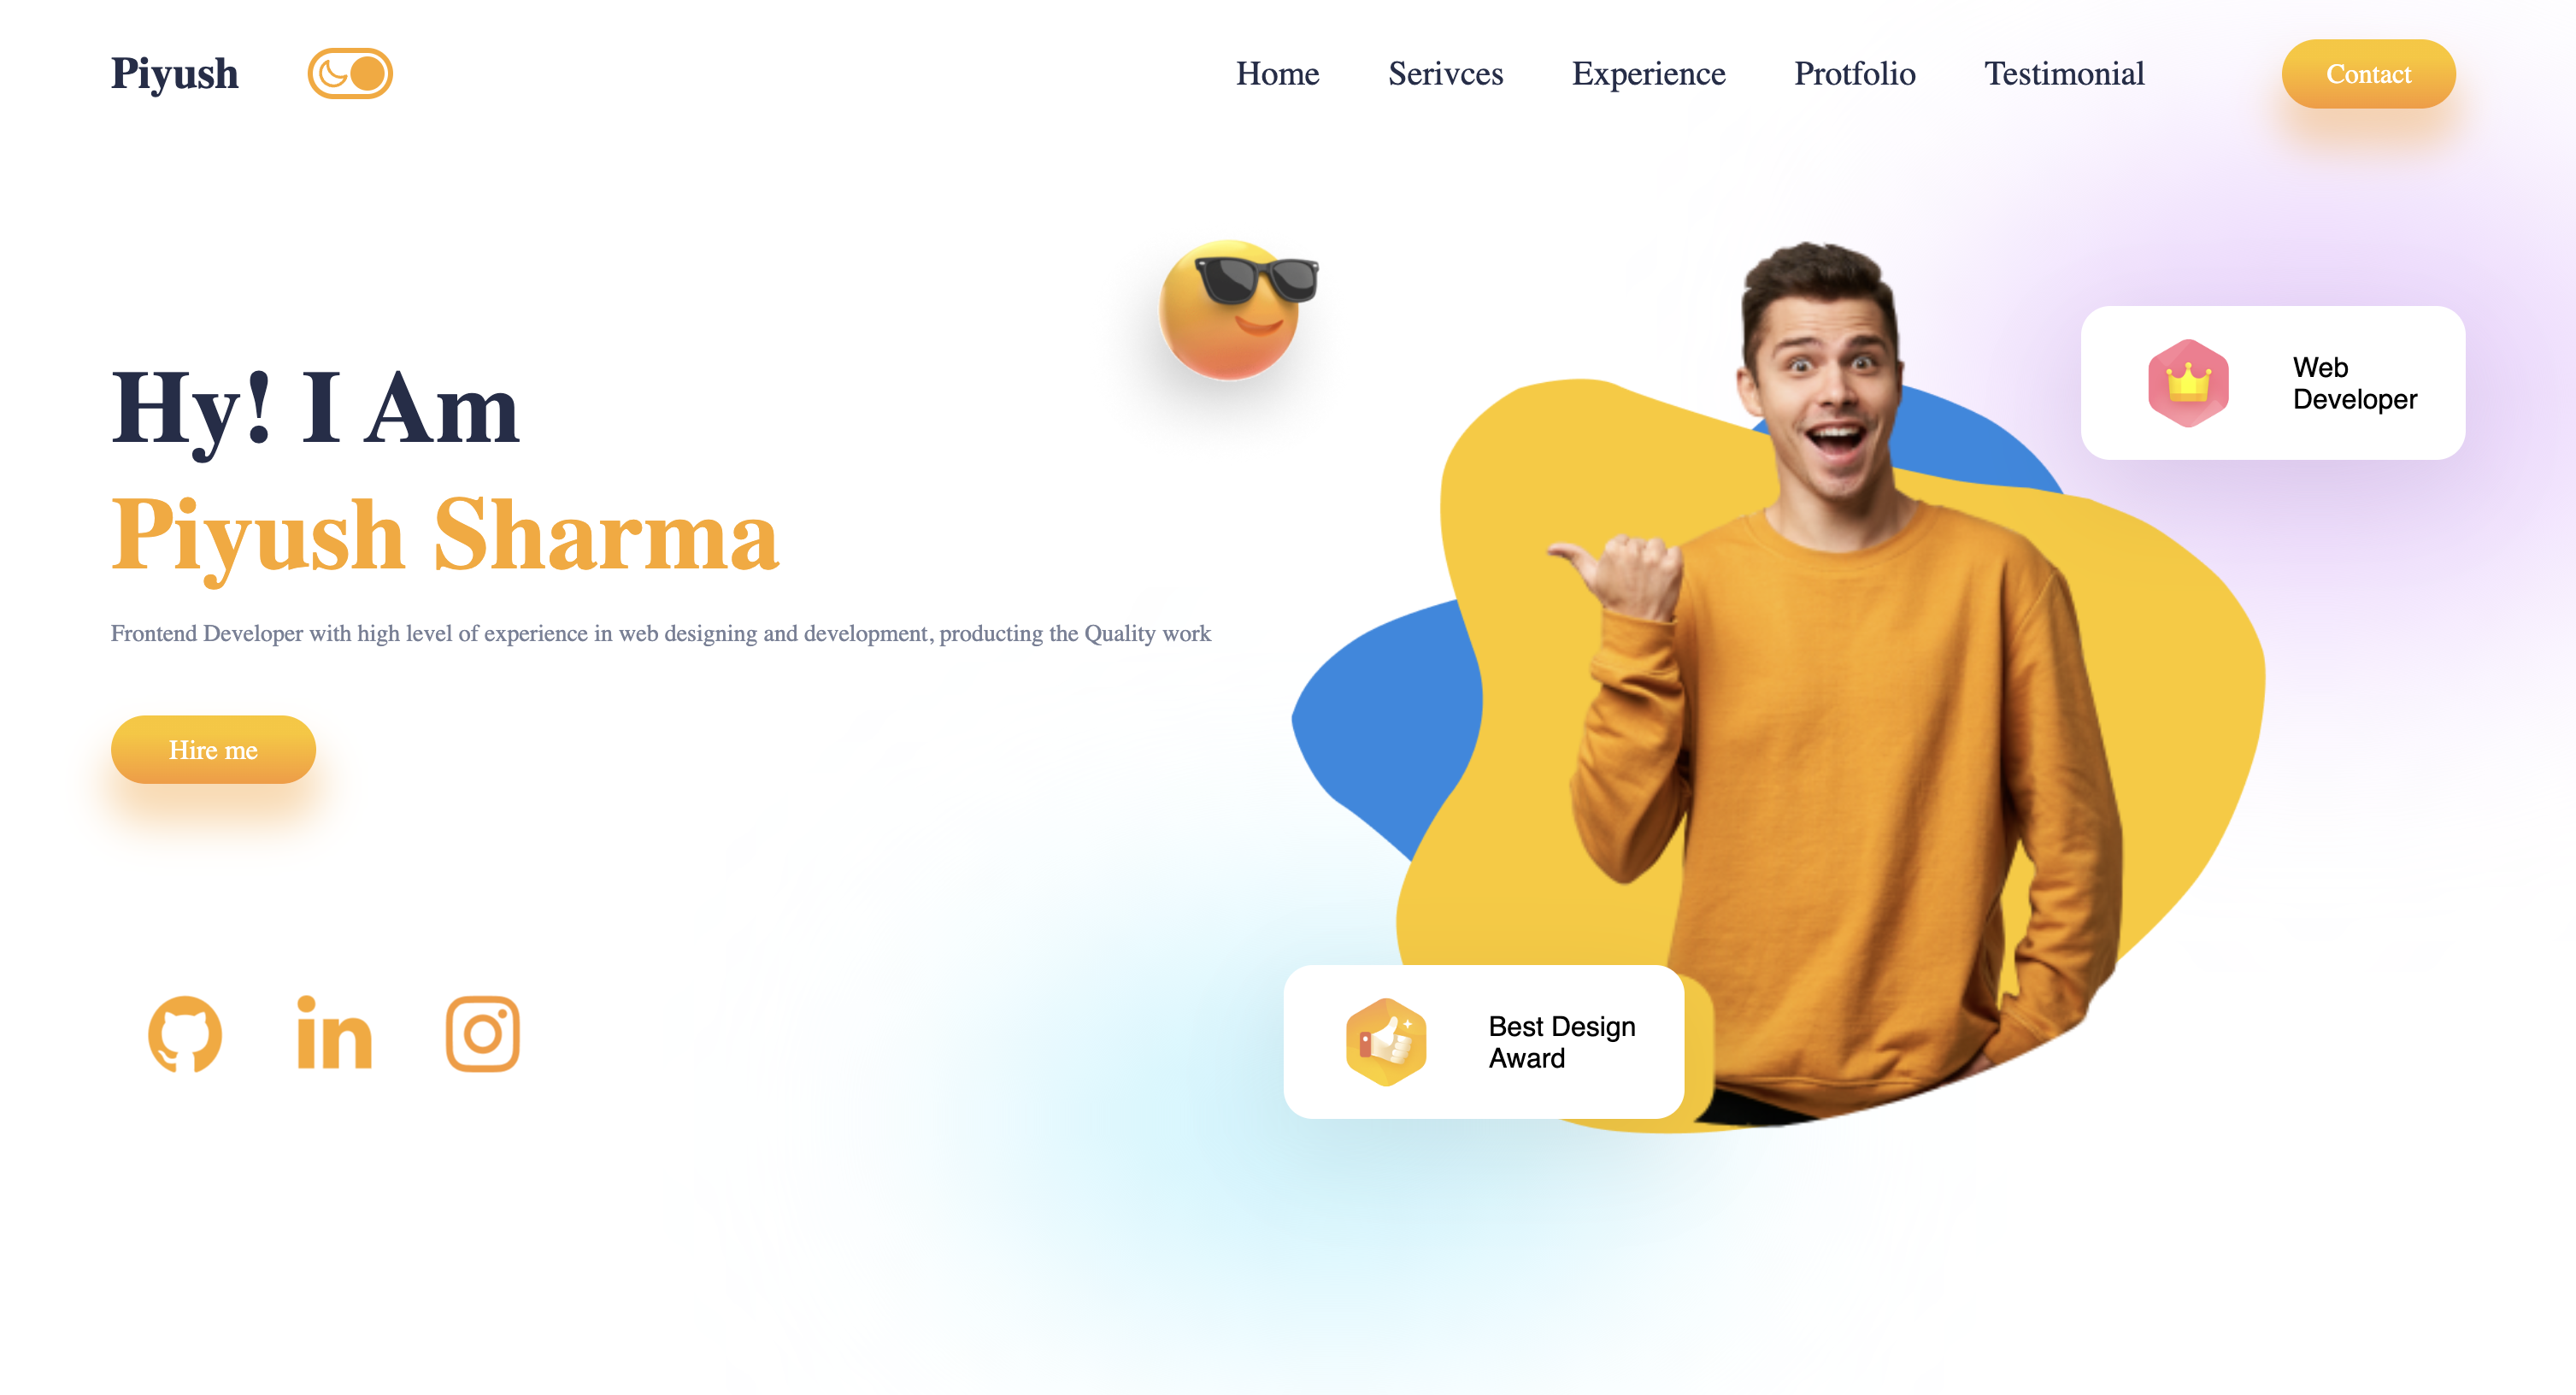 Piyush
Home Serivces Experience Protfolio Testimonial Contact
Hy! I Am
Piyush Sharma
Frontend Developer with high level of experience in web designing and development, producting the Quality work
Hire me
Web
Developer
Best Design
Award
in